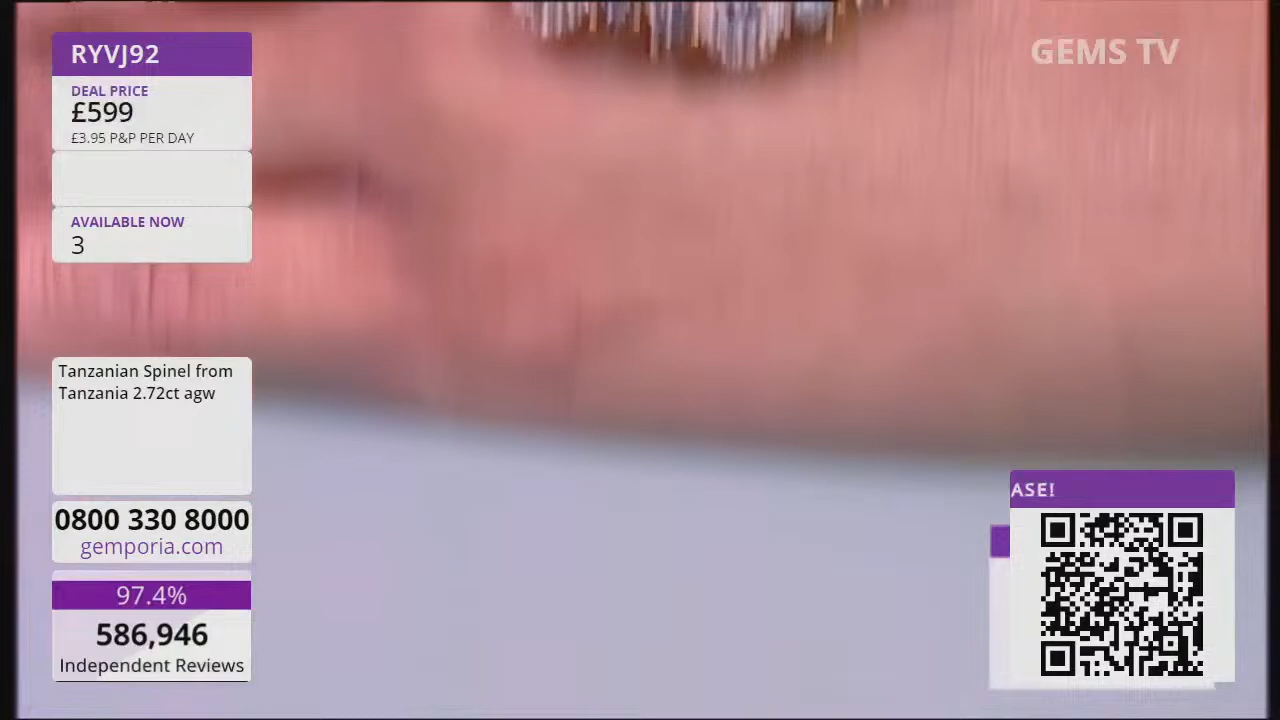 RYVJ92
DEAL PRICE
£599
£3.95 P&P PER DAY
AVAILABLE NOW
3
Tanzanian Spinel from
Tanzania 2.72ct agw
0800 330 8000
gemporia.com
97.4%
586,946
Independent Reviews
GEMS TV
ASE!